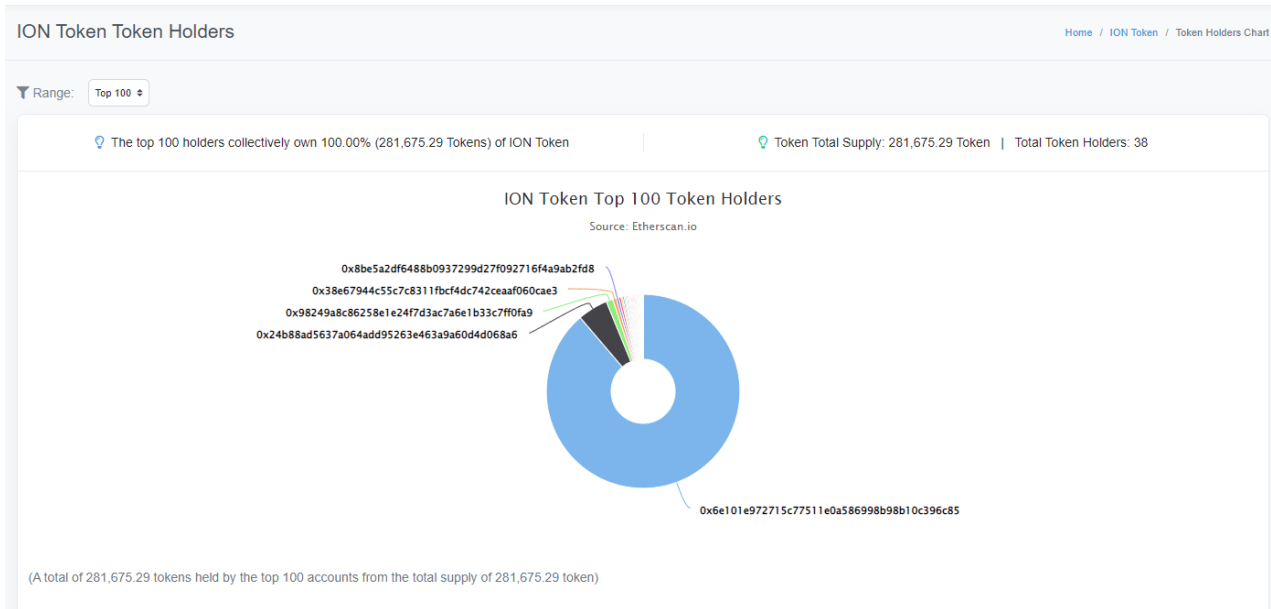 ION Token Token Holders
Home / ION Token / Token Holders Chart
Range: Top 100
The top 100 holders collectively own 100.00% (281,675.29 Tokens) of ION Token
Token Total Supply: 281,675.29 Token | Total Token Holders: 38
ION Token Top 100 Token Holders
Source: Etherscan.io
0x8be5a2df6488b0937299d27f092716f4a9ab2fd8
0x38e67944c55c7c8311fbcf4dc742ceaaf060cae3
0x98249a8c86258e1e24f7d3ac7a6e1b33c7ff0fa9
0x24b88ad5637a064add95263e463a9a60d4d068a6
0x6e101e972715c77511e0a586998b98b10c396c85
(A total of 281,675.29 tokens held by the top 100 accounts from the total supply of 281,675.29 token)